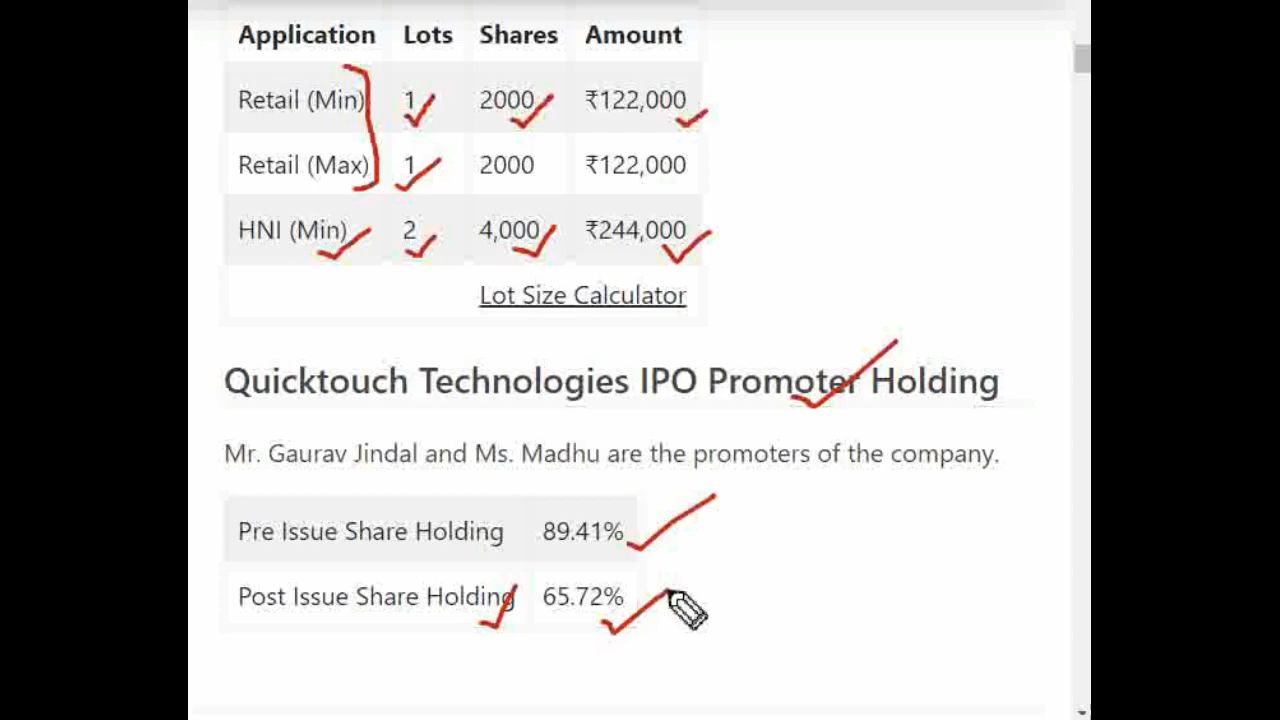 Application Lots Shares Amount
Retail (Min) 1 2000 ₹122,000
Retail (Max) 1 2000 ₹122,000
HNI (Min) 2 4,000 ₹244,000
Lot Size Calculator
Quicktouch Technologies IPO Promoter Holding
Mr. Gaurav Jindal and Ms. Madhu are the promoters of the company.
Pre Issue Share Holding 89.41%
Post Issue Share Holding 65.72%